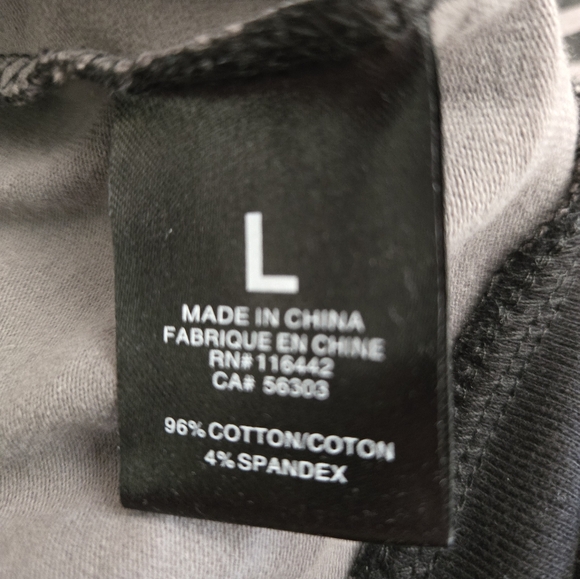 L
MADE IN CHINA
FABRIQUE EN CHINE
RN# 116442
CA# 56303
96% COTTON/COTON
4% SPANDEX